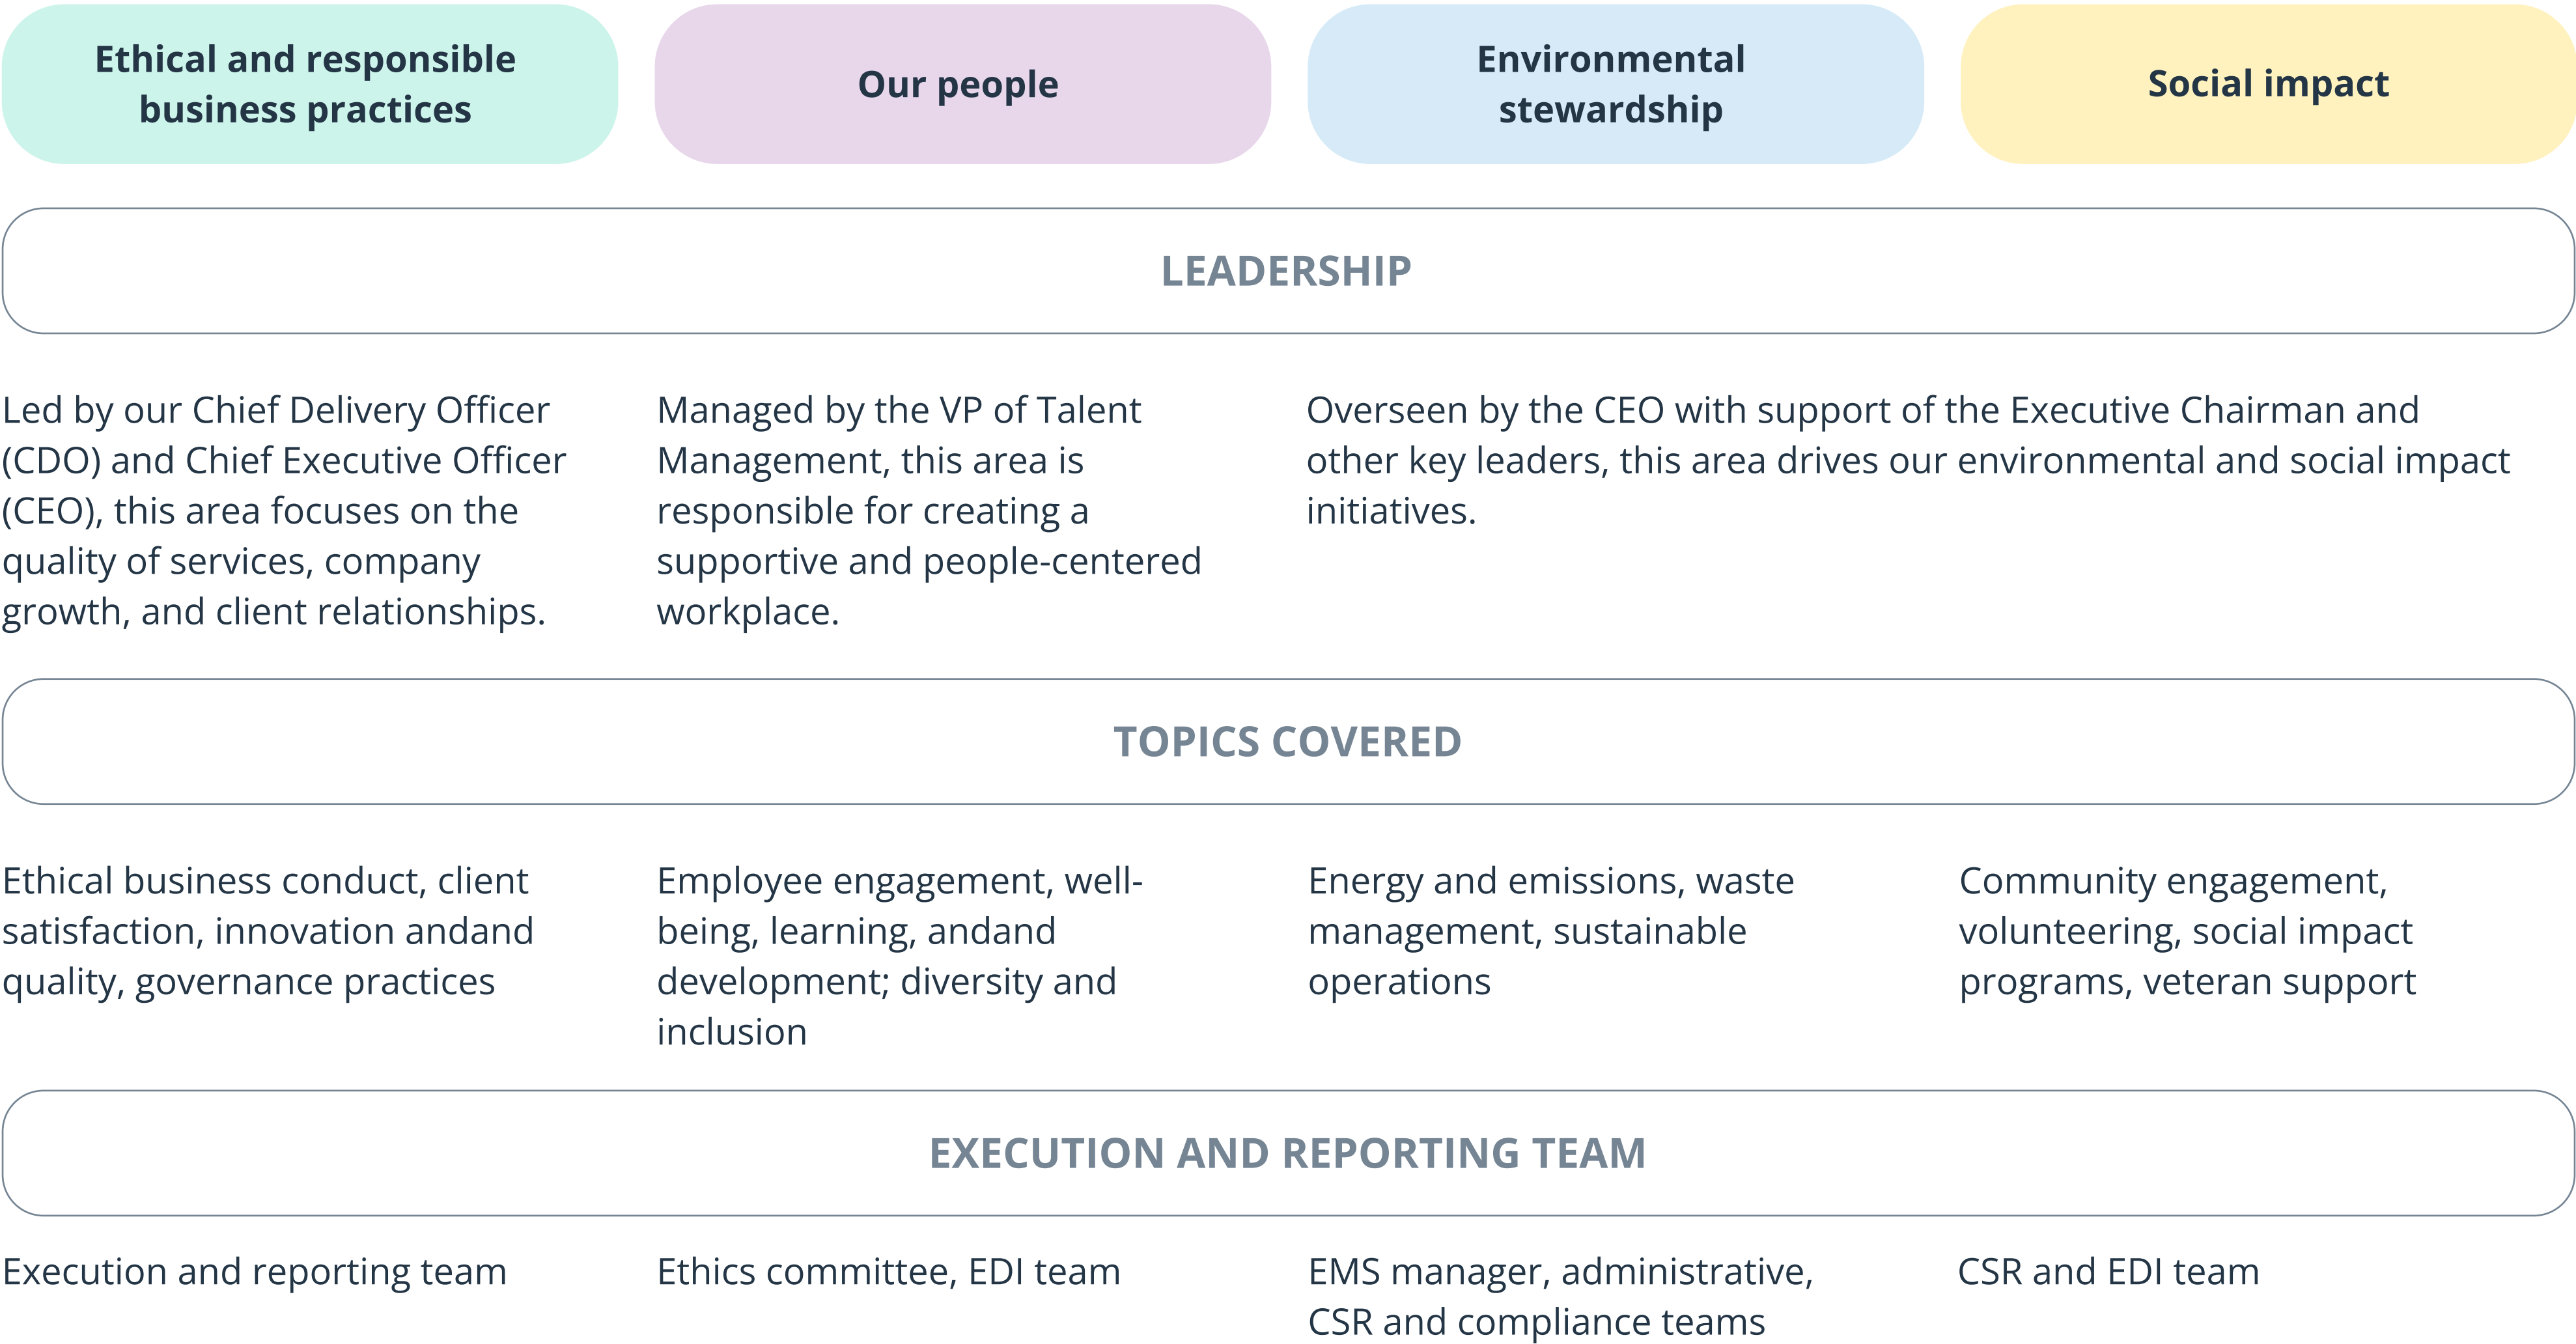 Ethical and responsible
business practices
Our people
Environmental
stewardship
Social impact
LEADERSHIP
Led by our Chief Delivery Officer
(CDO) and Chief Executive Officer
(CEO), this area focuses on the
quality of services, company
growth, and client relationships.
Managed by the VP of Talent
Management, this area is
responsible for creating a
supportive and people-centered
workplace.
Overseen by the CEO with support of the Executive Chairman and
other key leaders, this area drives our environmental and social impact
initiatives.
TOPICS COVERED
Ethical business conduct, client
satisfaction, innovation andand
quality, governance practices
Employee engagement, well-
being, learning, andand
development; diversity and
inclusion
Energy and emissions, waste
management, sustainable
operations
Community engagement,
volunteering, social impact
programs, veteran support
EXECUTION AND REPORTING TEAM
Execution and reporting team
Ethics committee, EDI team
EMS manager, administrative,
CSR and compliance teams
CSR and EDI team